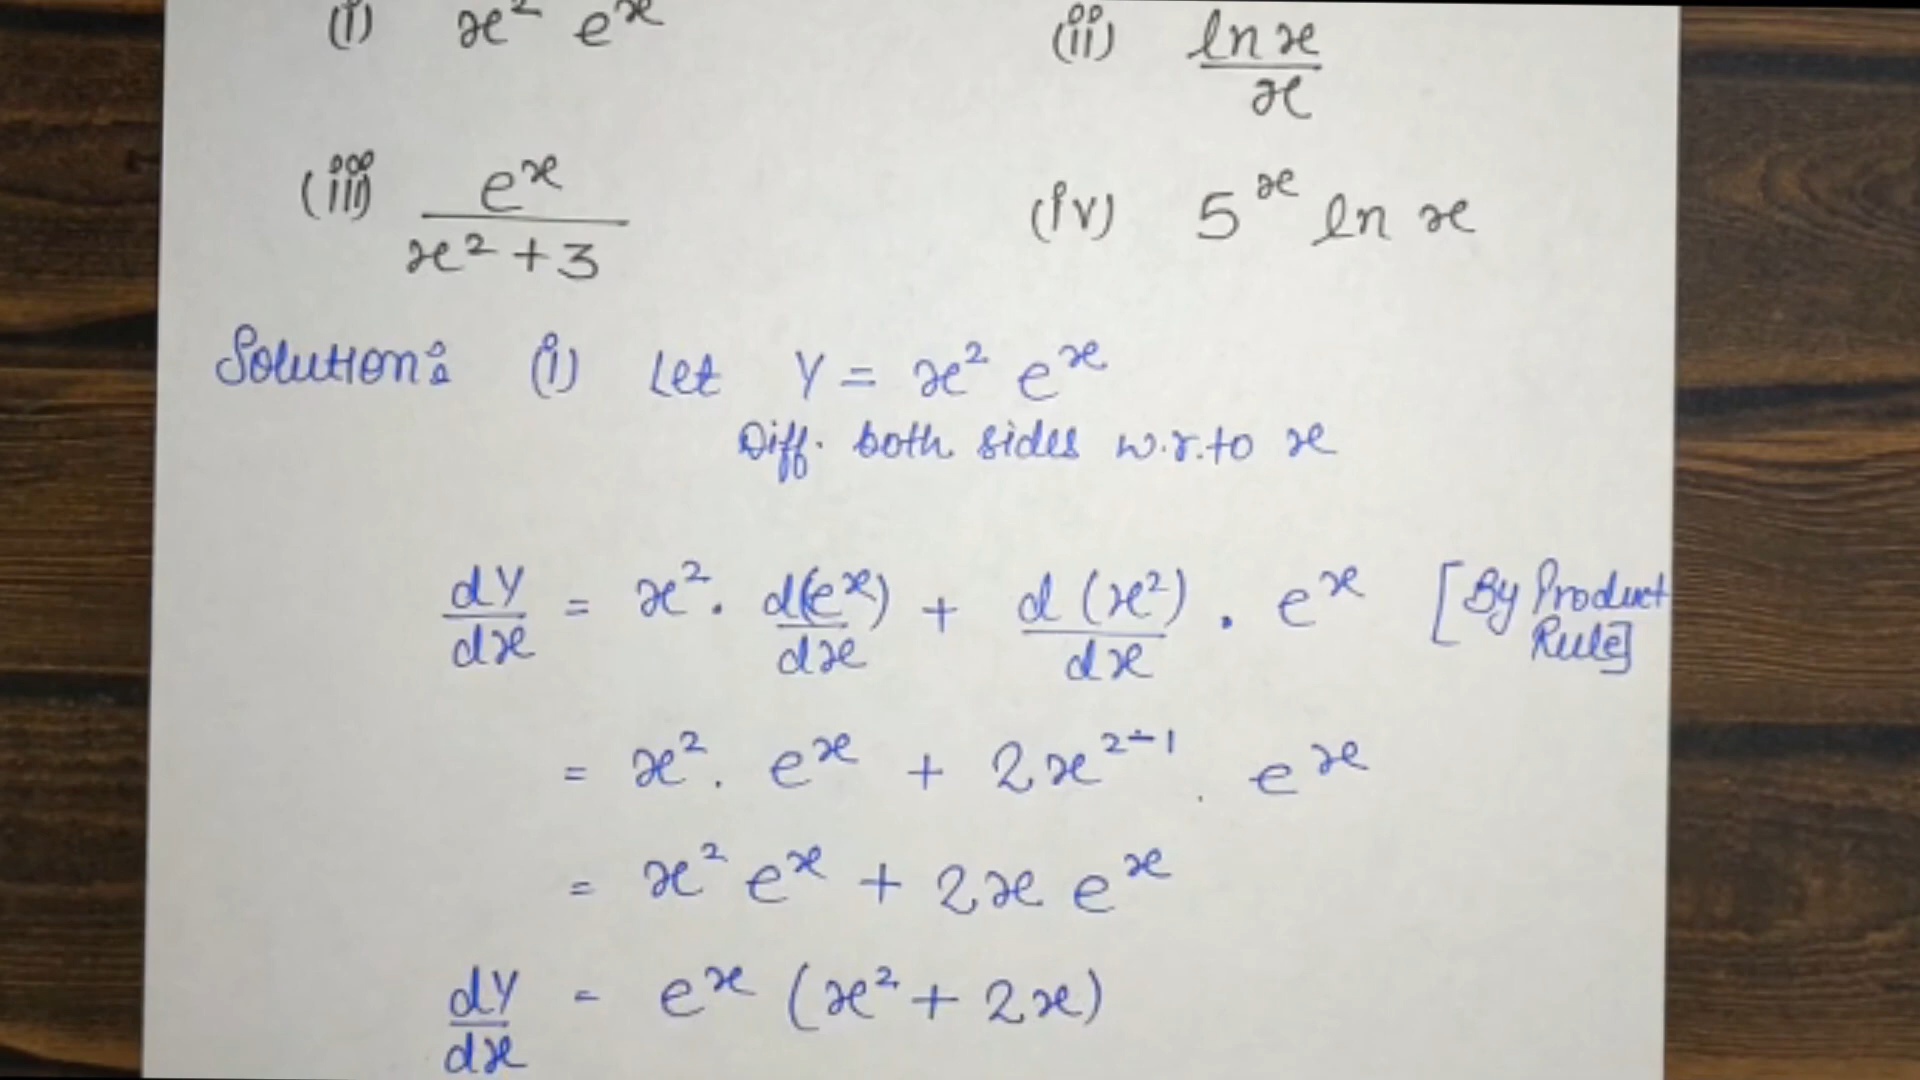 (i) x² eˣ (ii) ln x / x
(iii) eˣ / x² + 3 (iv) 5ˣ ln x
Solution: (i) Let Y = x² eˣ
Diff. both sides w.r.to x
dY/dx = x² . d(eˣ)/dx + d(x²)/dx . eˣ [By Product Rule]
= x² . eˣ + 2x²⁻¹ . eˣ
= x² eˣ + 2x eˣ
dY/dx = eˣ (x² + 2x)